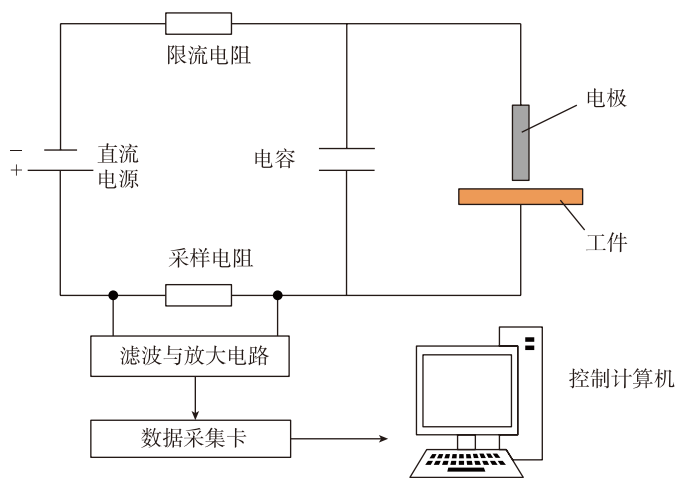 限流电阻
电极
−
直流
电容
+
电源
工件
采样电阻
滤波与放大电路
控制计算机
数据采集卡